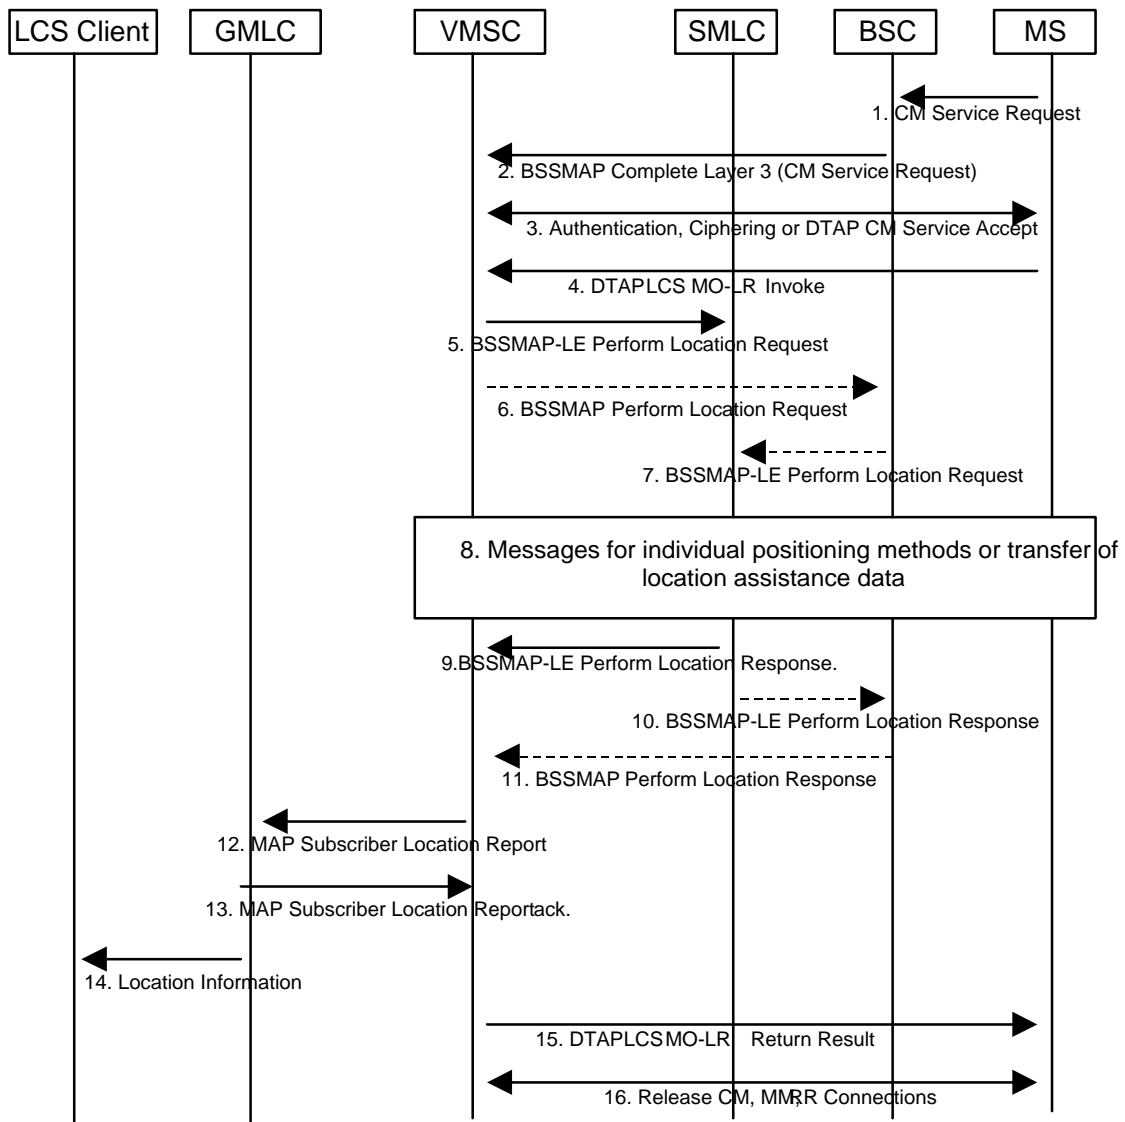 LCS Client GMLC VMSC SMLC BSC MS
1. CM Service Request
2. BSSMAP Complete Layer 3 (CM Service Request)
3. Authentication, Ciphering or DTAP CM Service Accept
4. DTAPLCS MO-LR Invoke
5. BSSMAP-LE Perform Location Request
6. BSSMAP Perform Location Request
7. BSSMAP-LE Perform Location Request
8. Messages for individual positioning methods or transfer of
location assistance data
9.BSSMAP-LE Perform Location Response.
10. BSSMAP-LE Perform Location Response
11. BSSMAP Perform Location Response
12. MAP Subscriber Location Report
13. MAP Subscriber Location Reportack.
14. Location Information
15. DTAPLCSMO-LR Return Result
16. Release CM, MM,RR Connections